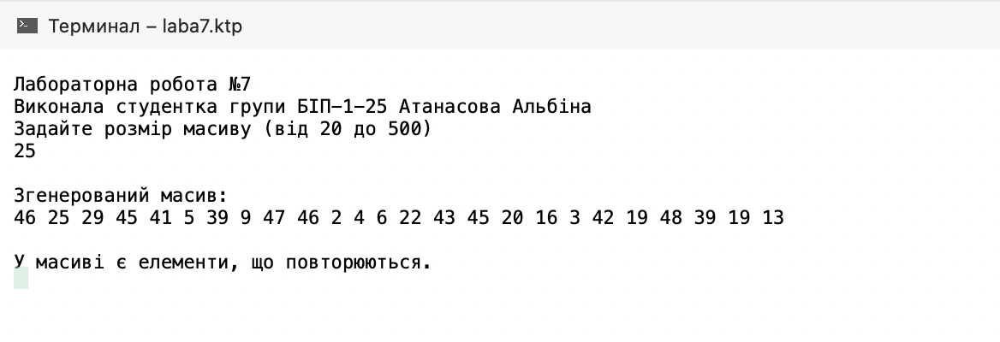 Терминал – laba7.ktp
Лабораторна робота №7
Виконала студентка групи БІП-1-25 Атанасова Альбіна
Задайте розмір масиву (від 20 до 500)
25
Згенерований масив:
46 25 29 45 41 5 39 9 47 46 2 4 6 22 43 45 20 16 3 42 19 48 39 19 13
У масиві є елементи, що повторюються.